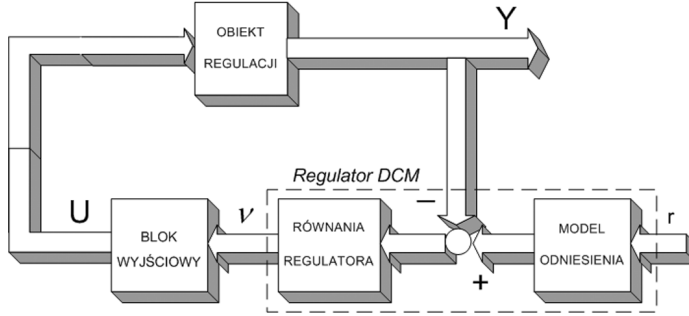 OBIEKT
REGULACJI
Y
Regulator DCM
−
U
ν
r
BLOK
WYJŚCIOWY
RÓWNANIA
REGULATORA
MODEL
ODNIESIENIA
+